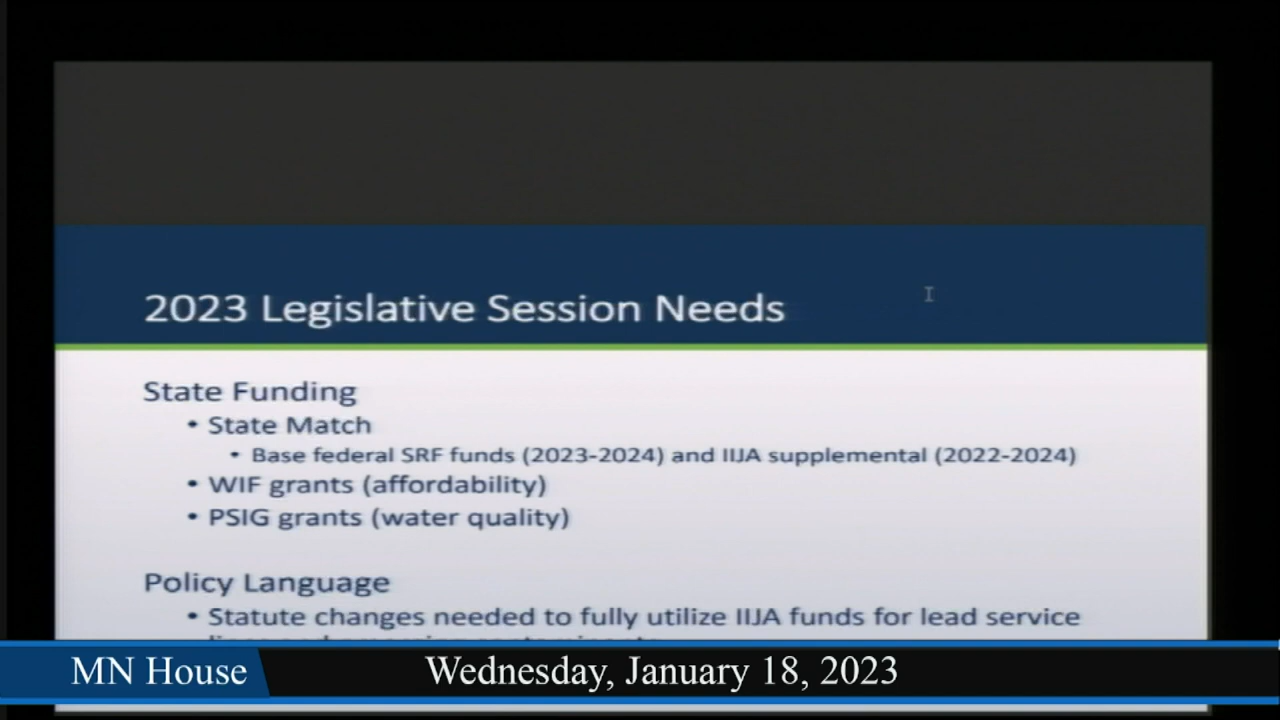 2023 Legislative Session Needs
State Funding
• State Match
• Base federal SRF funds (2023-2024) and IIJA supplemental (2022-2024)
• WIF grants (affordability)
• PSIG grants (water quality)
Policy Language
• Statute changes needed to fully utilize IIJA funds for lead service
MN House
Wednesday, January 18, 2023